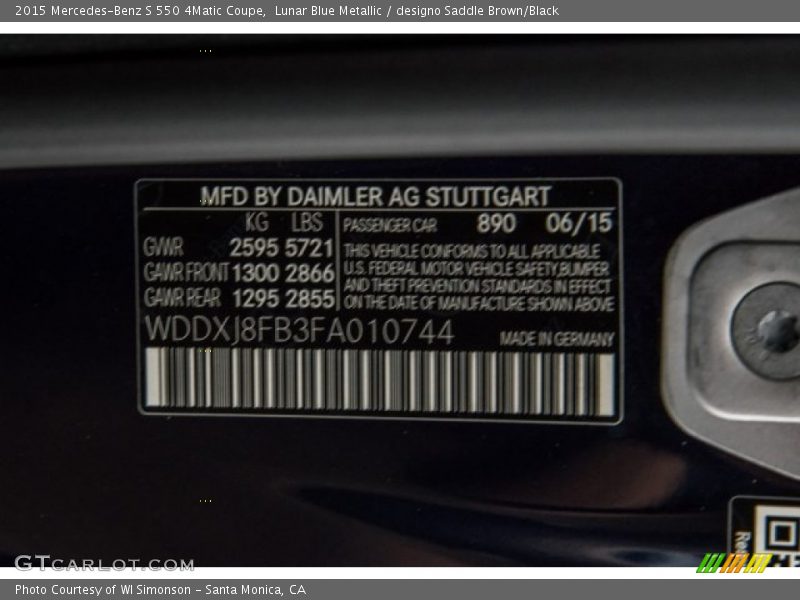 2015 Mercedes-Benz S 550 4Matic Coupe,  Lunar Blue Metallic / designo Saddle Brown/Black
MFD BY DAIMLER AG STUTTGART
KG LBS
GVWR 2595 5721
GAWR FRONT 1300 2866
GAWR REAR 1295 2855
PASSENGER CAR 890 06/15
THIS VEHICLE CONFORMS TO ALL APPLICABLE
U.S. FEDERAL MOTOR VEHICLE SAFETY,BUMPER
AND THEFT PREVENTION STANDARDS IN EFFECT
ON THE DATE OF MANUFACTURE SHOWN ABOVE
WDDXJ8FB3FA010744 MADE IN GERMANY
GTCARLOT.COM
Photo Courtesy of WI Simonson - Santa Monica, CA